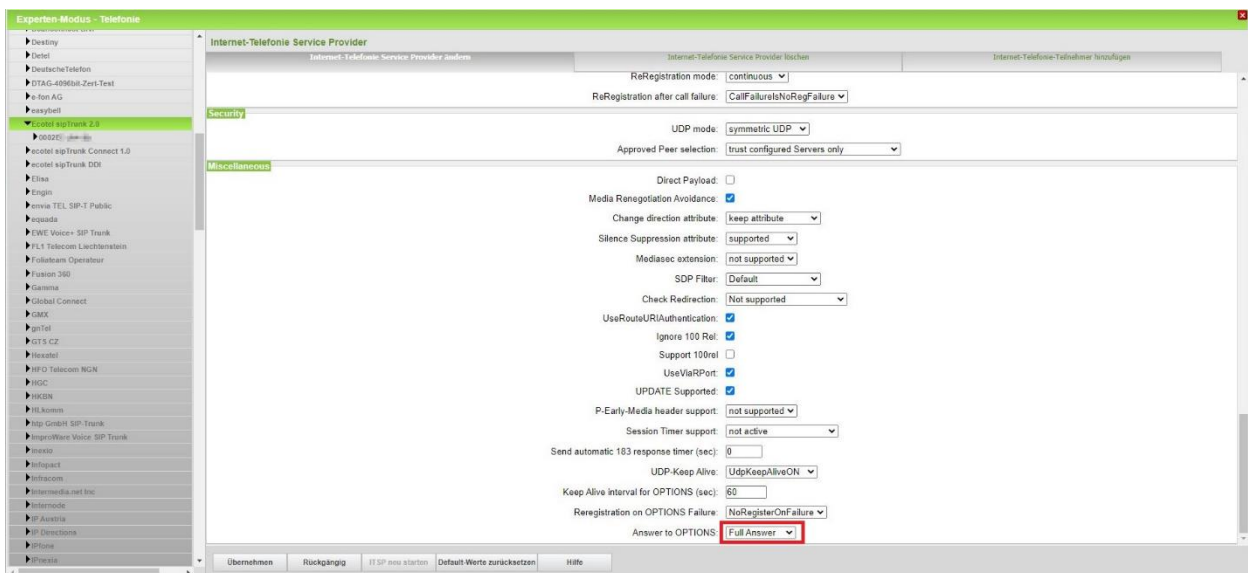 Experten-Modus - Telefonie
Destiny
Detel
DeutscheTelefon
DTAG-4096bit-Zert-Test
e-fon AG
easybell
Ecotel sipTrunk 2.0
ecotel sipTrunk Connect 1.0
ecotel sipTrunk DDI
Elisa
Engin
envia TEL SIP-T Public
equada
EWE Voice+ SIP Trunk
FL1 Telecom Liechtenstein
Foliateam Operateur
Fusion 360
Gamma
Global Connect
GMX
gnTel
GTS CZ
Hexatel
HFO Telecom NGN
HGC
HKBN
HLkomm
htp GmbH SIP-Trunk
ImproWare Voice SIP Trunk
inexio
Infopact
Infracom
Intermedia.net Inc
Internode
IP Austria
IP Directions
IPfone
Internet-Telefonie Service Provider
Internet-Telefonie Service Provider ändern
Internet-Telefonie Service Provider löschen
Internet-Telefonie-Teilnehmer hinzufügen
ReRegistration mode: continuous
ReRegistration after call failure: CallFailureIsNoRegFailure
Security
UDP mode: symmetric UDP
Approved Peer selection: trust configured Servers only
Miscellaneous
Direct Payload:
Media Renegotiation Avoidance:
Change direction attribute: keep attribute
Silence Suppression attribute: supported
Mediasec extension: not supported
SDP Filter: Default
Check Redirection: Not supported
UseRouteURIAuthentication:
Ignore 100 Rel:
Support 100rel
UseViaRPort:
UPDATE Supported:
P-Early-Media header support: not supported
Session Timer support: not active
Send automatic 183 response timer (sec): 0
UDP-Keep Alive: UdpKeepAliveON
Keep Alive interval for OPTIONS (sec): 60
Reregistration on OPTIONS Failure: NoRegisterOnFailure
Answer to OPTIONS: Full Answer
Übernehmen
Rückgängig
ITSP neu starten
Default-Werte zurücksetzen
Hilfe